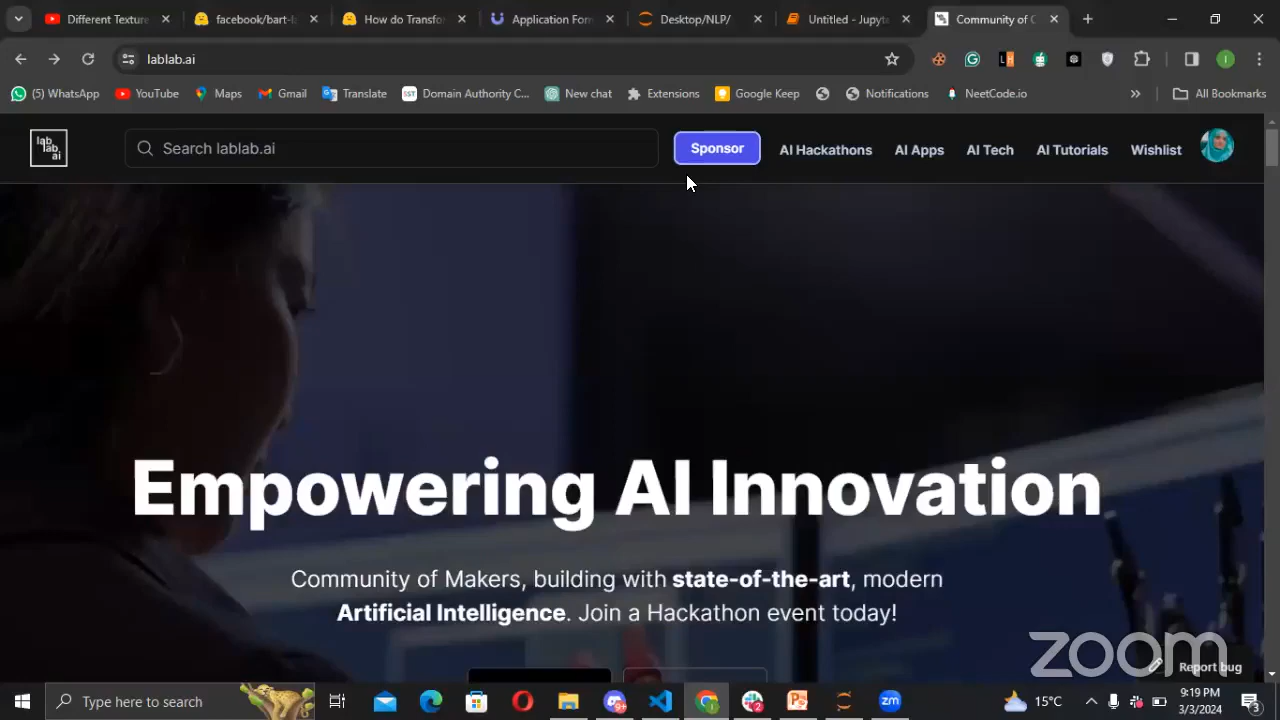 Different Texture
facebook/bart-l
How do Transfo
Application Form
Desktop/NLP/
Untitled - Jupyte
Community of
lablab.ai
(5) WhatsApp
YouTube
Maps
Gmail
Translate
Domain Authority C...
New chat
Extensions
Google Keep
Notifications
NeetCode.io
All Bookmarks
lab lab ai
Search lablab.ai
Sponsor
AI Hackathons
AI Apps
AI Tech
AI Tutorials
Wishlist
Empowering AI Innovation
Community of Makers, building with state-of-the-art, modern
Artificial Intelligence. Join a Hackathon event today!
zoom
Report bug
Type here to search
15°C
9:19 PM
3/3/2024